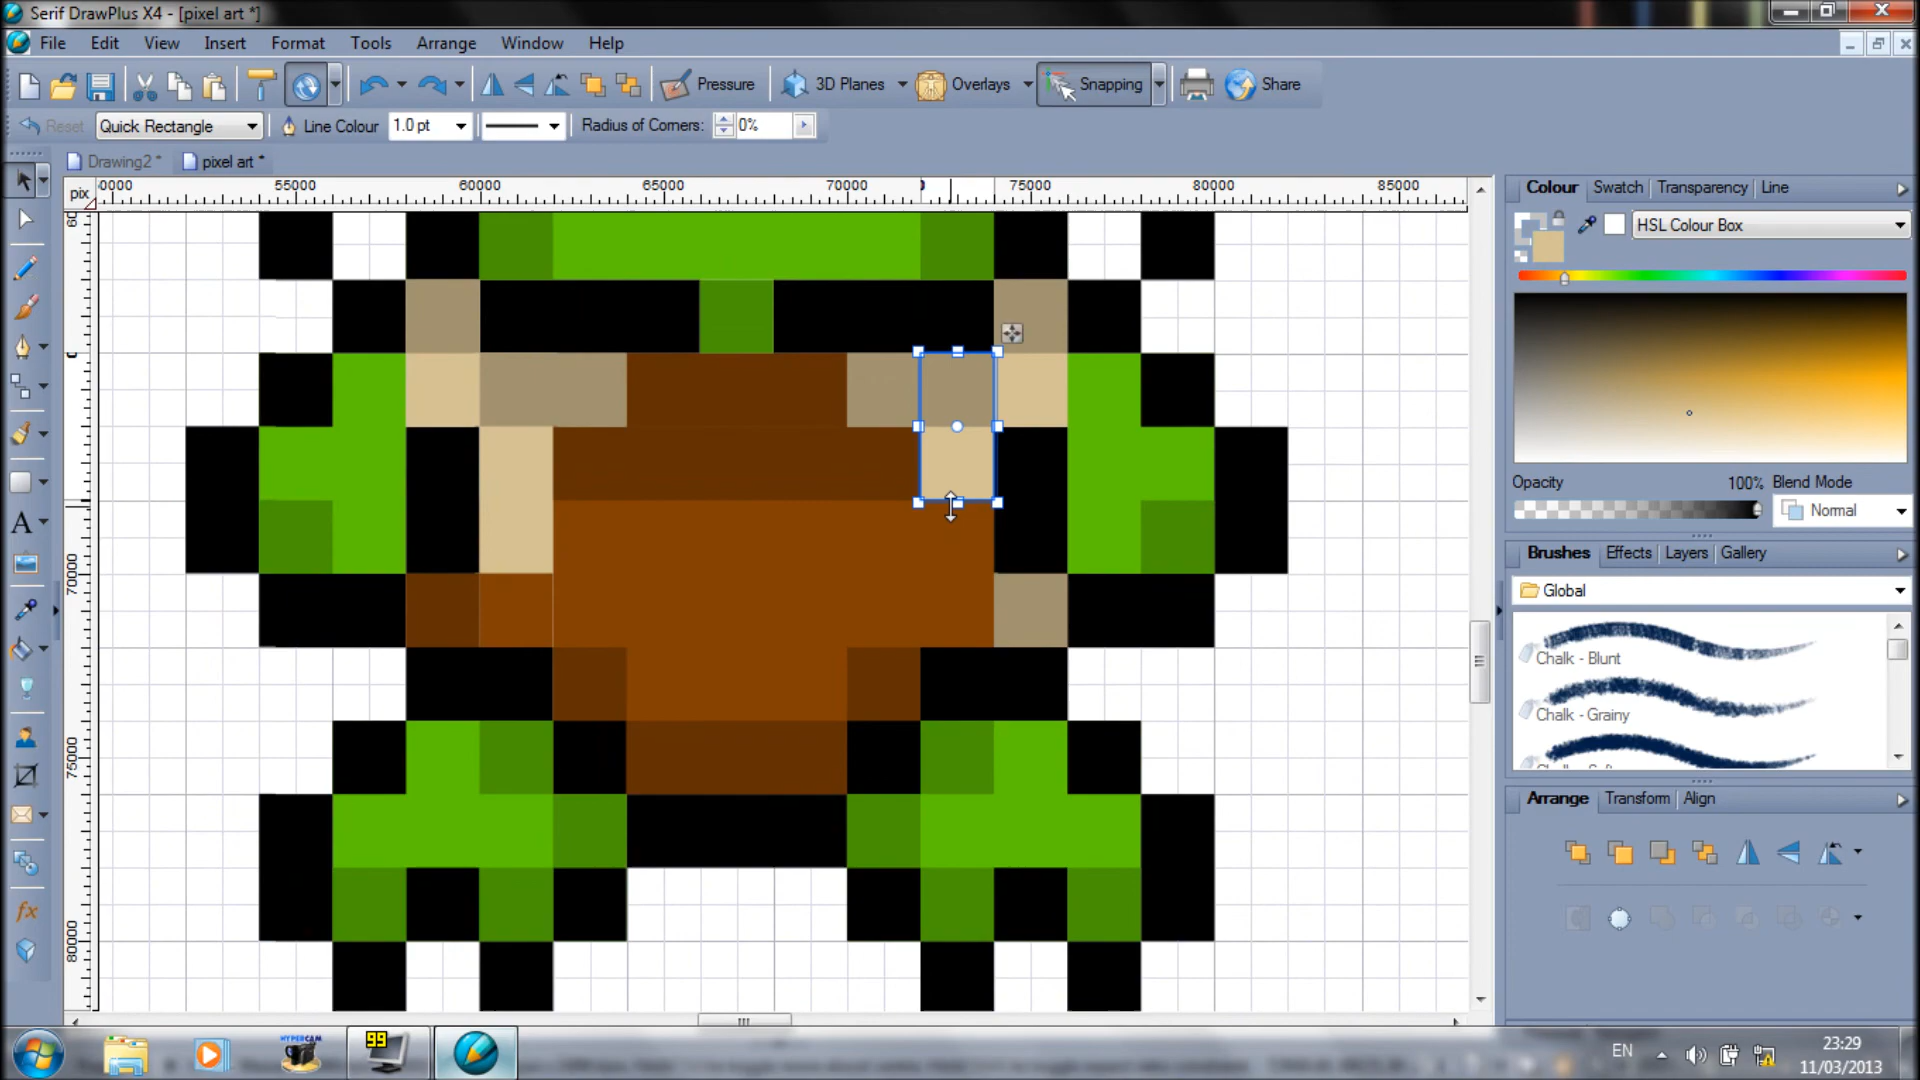 Serif DrawPlus X4 - [pixel art *]
File Edit View Insert Format Tools Arrange Window Help
Pressure 3D Planes Overlays Snapping Share
Reset Quick Rectangle Line Colour 1.0 pt Radius of Corners: 0%
Drawing2 * pixel art *
pix 55000 60000 65000 70000 75000 80000 85000
Colour Swatch Transparency Line
HSL Colour Box
Opacity 100% Blend Mode
Normal
Brushes Effects Layers Gallery
Global
Chalk - Blunt
Chalk - Grainy
70000
75000
80000
Arrange Transform Align
A
fx
HYPERCAM
99
EN
23:29
11/03/2013